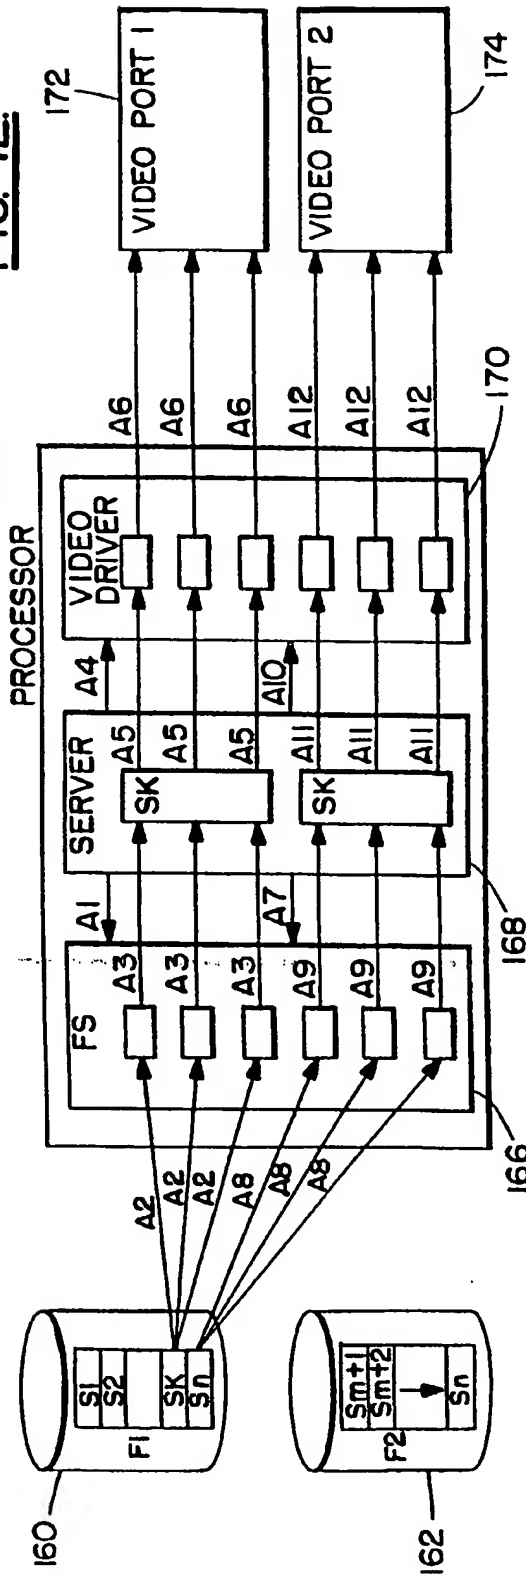 FIG. 12.
PROCESSOR
160
S1
S2
F1
SK
Sn
162
Sm+1
Sm+2
F2
Sn
A2
A2
A2
A8
A8
A8
FS
A3
A3
A3
A9
A9
A9
166
A1
A7
SERVER
SK
SK
A5
A5
A5
A11
A11
A11
168
A4
A10
VIDEO
DRIVER
170
A6
A6
A6
A12
A12
A12
172
VIDEO PORT 1
VIDEO PORT 2
174